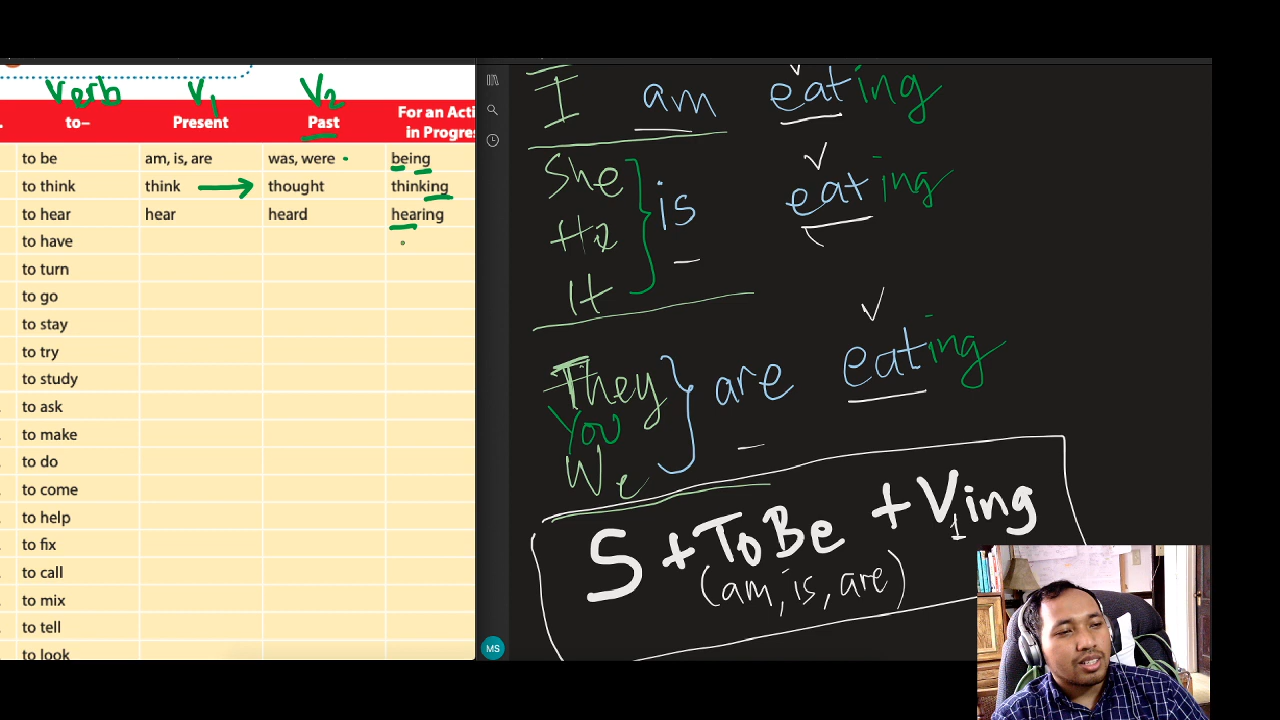 verb V1 V2
For an Acti
to– Present Past in Progres
to be am, is, are was, were being
to think think thought thinking
to hear hear heard hearing
to have
to turn
to go
to stay
to try
to study
to ask
to make
to do
to come
to help
to fix
to call
to mix
to tell
to look
I am eating
She
He is eating
It
They
You are eating
We
S + To Be + V1ing
(am, is, are)
MS